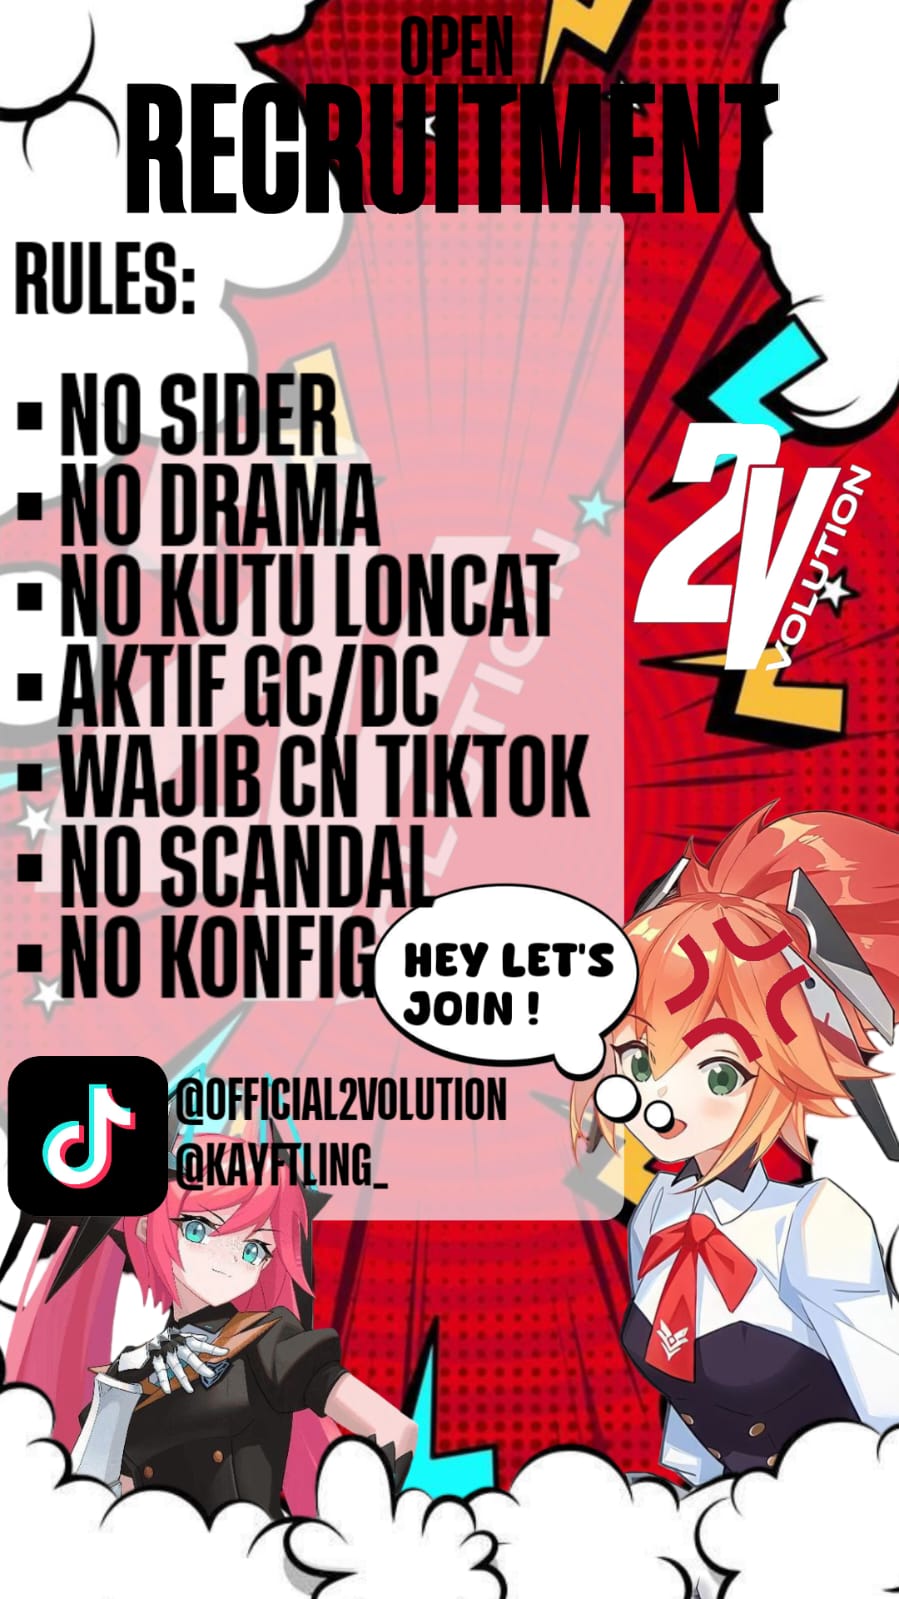 OPEN
RECRUITMENT
RULES:
▪ NO SIDER
▪ NO DRAMA
▪ NO KUTU LONCAT
▪ AKTIF GC/DC
▪ WAJIB CN TIKTOK
▪ NO SCANDAL
▪ NO KONFIG
2V
VOLUTION
HEY LET'S
JOIN !
@OFFICIAL2VOLUTION
@KAYFTLING_